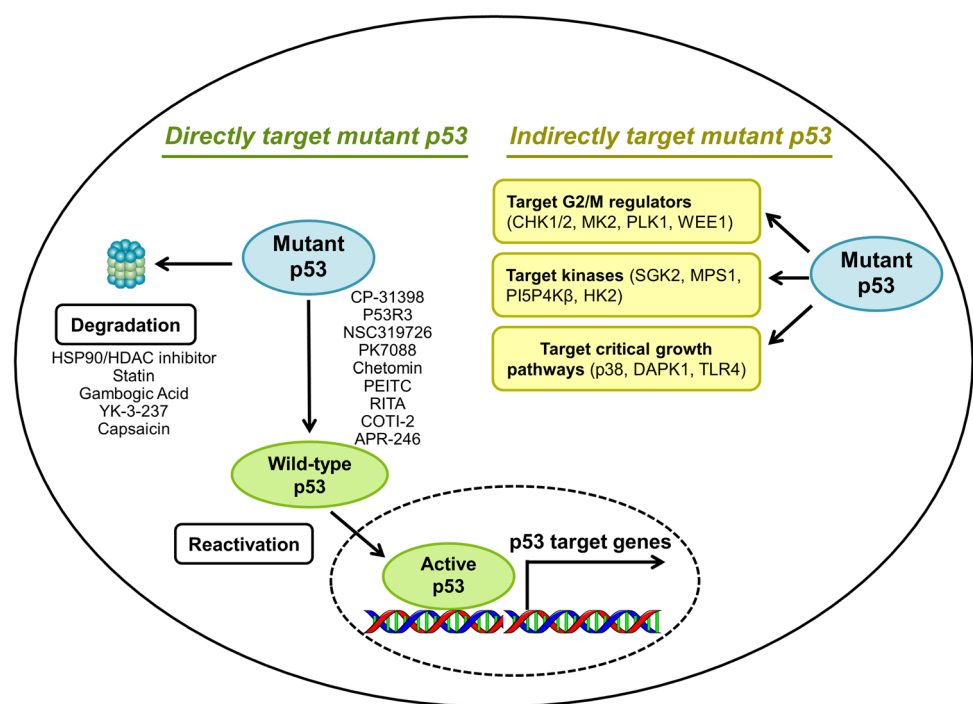 Directly target mutant p53
Indirectly target mutant p53
Mutant
p53
Degradation
HSP90/HDAC inhibitor
Statin
Gambogic Acid
YK-3-237
Capsaicin
CP-31398
P53R3
NSC319726
PK7088
Chetomin
PEITC
RITA
COTI-2
APR-246
Wild-type
p53
Reactivation
Active
p53
p53 target genes
Target G2/M regulators
(CHK1/2, MK2, PLK1, WEE1)
Target kinases (SGK2, MPS1,
PI5P4Kβ, HK2)
Target critical growth
pathways (p38, DAPK1, TLR4)
Mutant
p53